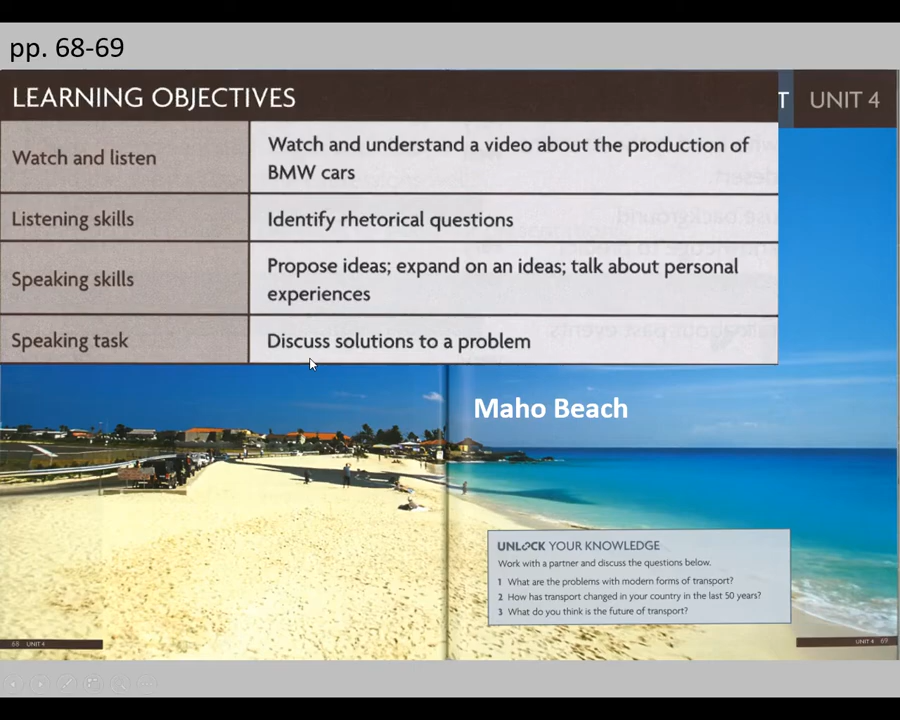 pp. 68-69
LEARNING OBJECTIVES
T UNIT 4
Watch and listen
Watch and understand a video about the production of
BMW cars
Listening skills
Identify rhetorical questions
Speaking skills
Propose ideas; expand on an ideas; talk about personal
experiences
Speaking task
Discuss solutions to a problem
Maho Beach
UNLOCK YOUR KNOWLEDGE
Work with a partner and discuss the questions below.
1 What are the problems with modern forms of transport?
2 How has transport changed in your country in the last 50 years?
3 What do you think is the future of transport?
68 UNIT 4
UNIT 4 69